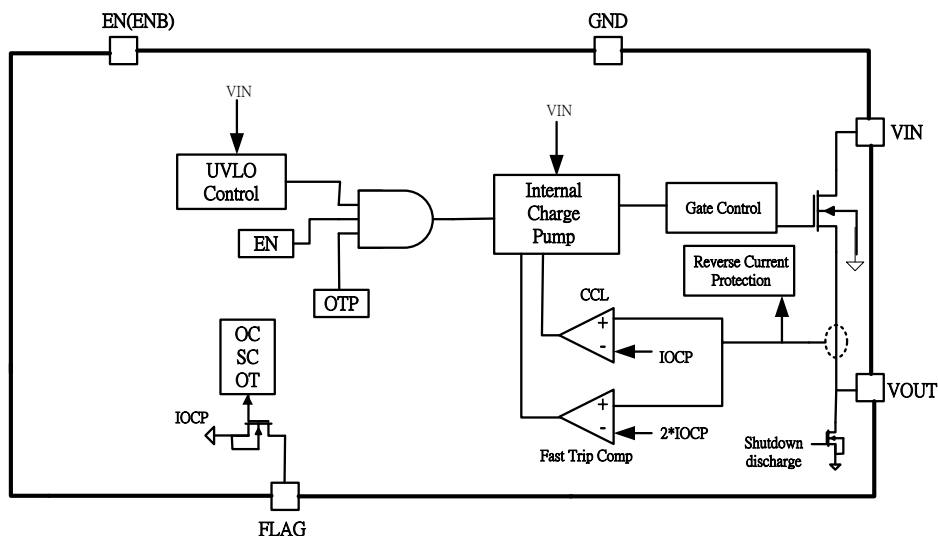 EN(ENB)
GND
VIN
VIN
VIN
UVLO
Control
Internal
Charge
Pump
Gate Control
EN
Reverse Current
Protection
OTP
CCL
+
-
IOCP
OC
SC
OT
IOCP
+
-
2*IOCP
Fast Trip Comp
VOUT
Shutdown
discharge
FLAG